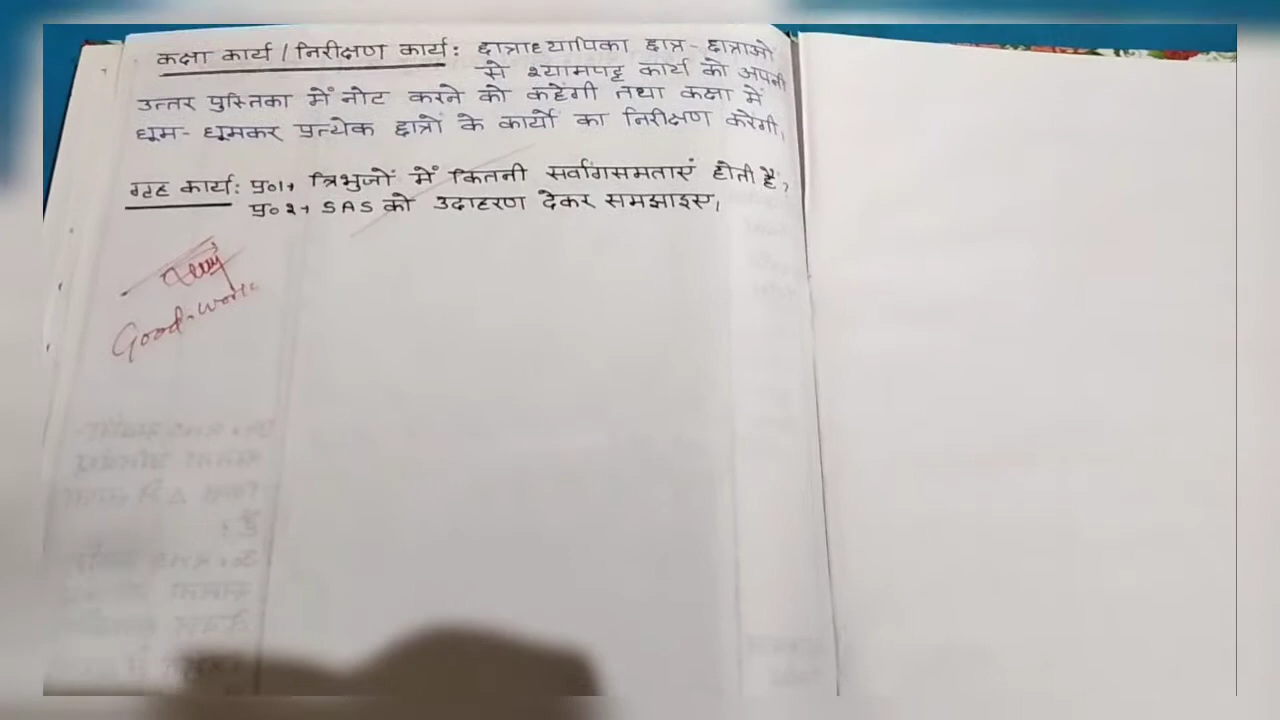 कक्षा कार्य / निरीक्षण कार्य: छात्राध्यापिका छात्र-छात्राओं
से श्यामपट्ट कार्य को अपनी
उत्तर पुस्तिका में नोट करने को कहेंगी तथा कक्षा में
घूम-घूमकर प्रत्येक छात्रों के कार्यों का निरीक्षण करेंगी।
गृह कार्य: प्र०1→ त्रिभुजों में कितनी सर्वांगसमताएं होती है?
प्र०2→ SAS को उदाहरण देकर समझाइए।
Good-work